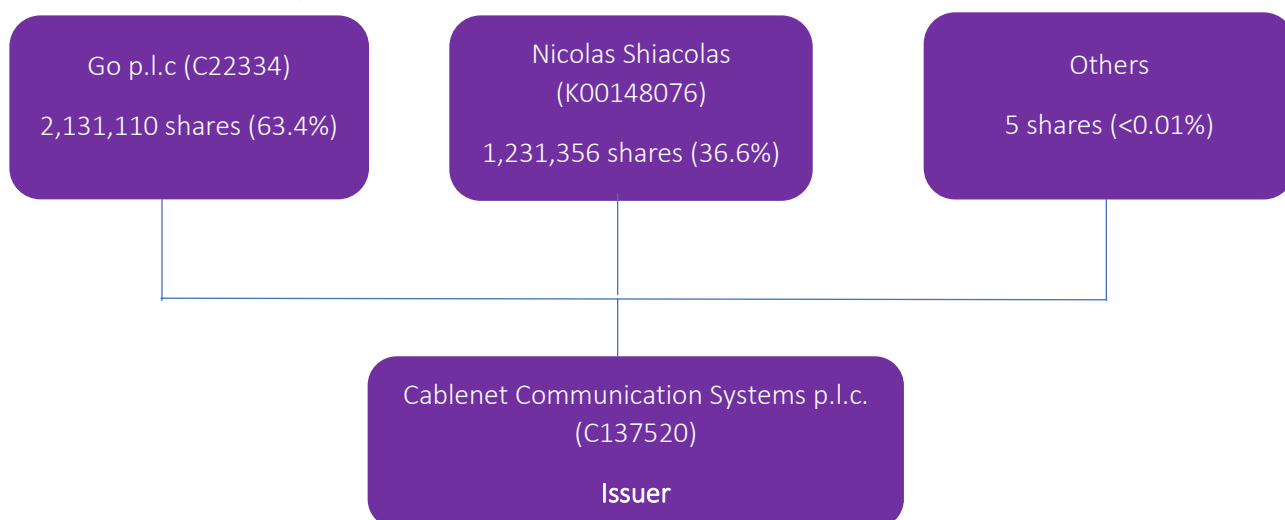 Go p.l.c (C22334)
2,131,110 shares (63.4%)
Nicolas Shiacolas
(K00148076)
1,231,356 shares (36.6%)
Others
5 shares (<0.01%)
Cablenet Communication Systems p.l.c.
(C137520)
Issuer